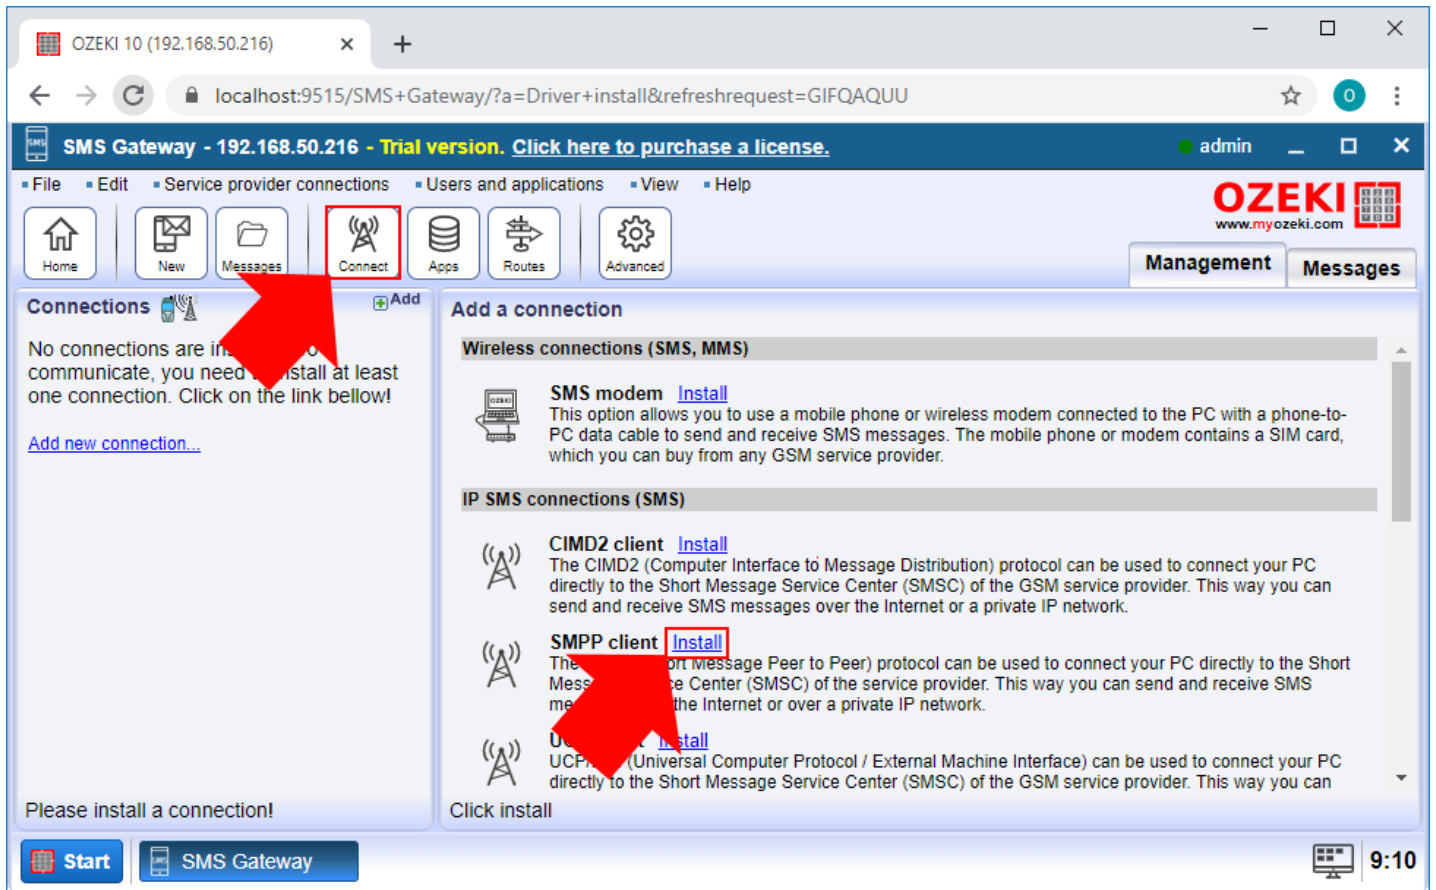 OZEKI 10 (192.168.50.216)
localhost:9515/SMS+Gateway/?a=Driver+install&refreshrequest=GIFQAQUU
O
SMS
SMS Gateway - 192.168.50.216 - Trial version. Click here to purchase a license.
admin
File Edit Service provider connections Users and applications View Help
OZEKI
www.myozeki.com
Home New Messages Connect Apps Routes Advanced
Management Messages
Connections Add
No connections are
communicate, you need install at least
one connection. Click on the link bellow!
Add new connection...
Please install a connection!
Add a connection
Wireless connections (SMS, MMS)
SMS modem Install
This option allows you to use a mobile phone or wireless modem connected to the PC with a phone-to-
PC data cable to send and receive SMS messages. The mobile phone or modem contains a SIM card,
which you can buy from any GSM service provider.
IP SMS connections (SMS)
CIMD2 client Install
The CIMD2 (Computer Interface to Message Distribution) protocol can be used to connect your PC
directly to the Short Message Service Center (SMSC) of the GSM service provider. This way you can
send and receive SMS messages over the Internet or a private IP network.
SMPP client Install
The Message Peer to Peer) protocol can be used to connect your PC directly to the Short
Center (SMSC) of the service provider. This way you can send and receive SMS
the Internet or over a private IP network.
Install
(Universal Computer Protocol / External Machine Interface) can be used to connect your PC
directly to the Short Message Service Center (SMSC) of the GSM service provider. This way you can
Click install
Start SMS Gateway 9:10